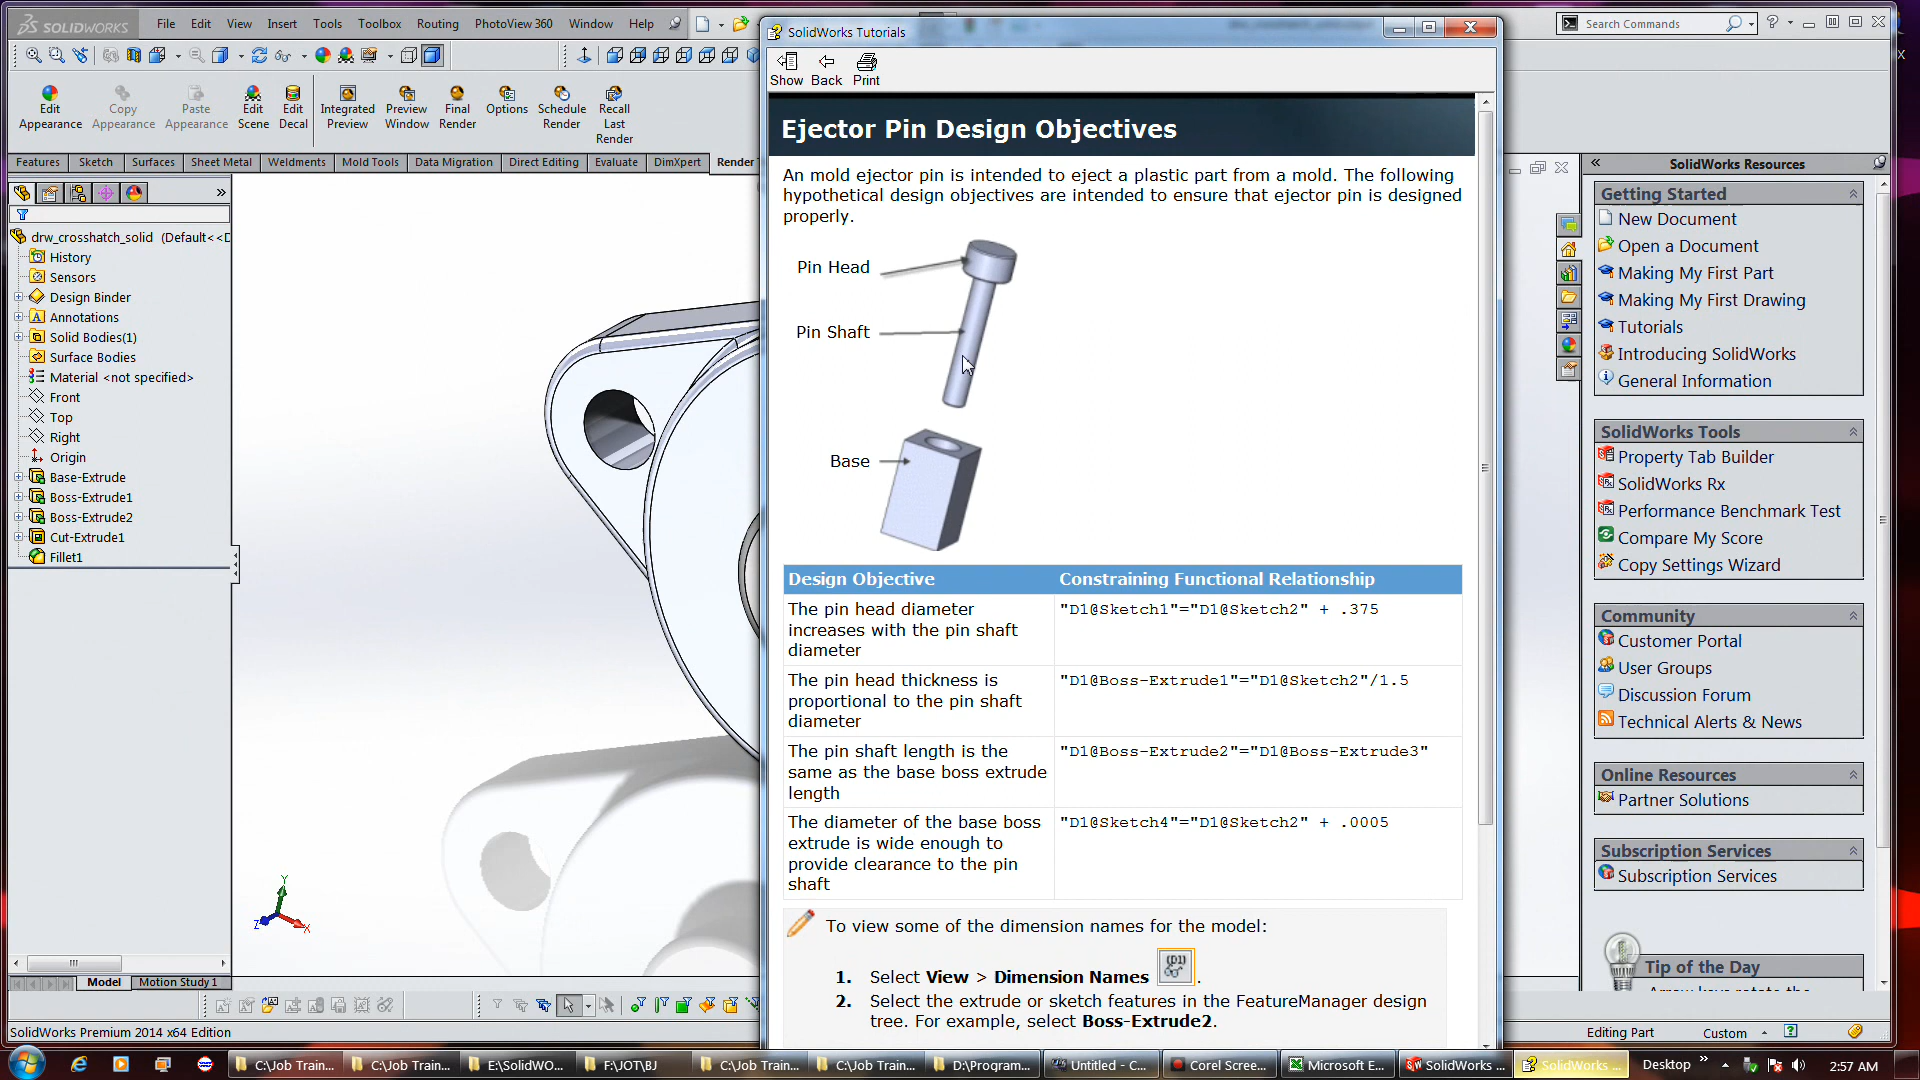 SOLIDWORKS
File Edit View Insert Tools Toolbox Routing PhotoView 360 Window Help
Search Commands
SolidWorks Tutorials
Show Back Print
Edit Appearance
Copy Appearance
Paste Appearance
Edit Scene
Edit Decal
Integrated Preview
Preview Window
Final Render
Options
Schedule Render
Recall Last Render
Features Sketch Surfaces Sheet Metal Weldments Mold Tools Data Migration Direct Editing Evaluate DimXpert Render
drw_crosshatch_solid (Default<<D
History
Sensors
Design Binder
Annotations
Solid Bodies(1)
Surface Bodies
Material <not specified>
Front
Top
Right
Origin
Base-Extrude
Boss-Extrude1
Boss-Extrude2
Cut-Extrude1
Fillet1
Y
Z
X
Model Motion Study 1
SolidWorks Premium 2014 x64 Edition
Ejector Pin Design Objectives
An mold ejector pin is intended to eject a plastic part from a mold. The following
hypothetical design objectives are intended to ensure that ejector pin is designed
properly.
Pin Head
Pin Shaft
Base
Design Objective Constraining Functional Relationship
The pin head diameter "D1@Sketch1"="D1@Sketch2" + .375
increases with the pin shaft
diameter
The pin head thickness is "D1@Boss-Extrude1"="D1@Sketch2"/1.5
proportional to the pin shaft
diameter
The pin shaft length is the "D1@Boss-Extrude2"="D1@Boss-Extrude3"
same as the base boss extrude
length
The diameter of the base boss "D1@Sketch4"="D1@Sketch2" + .0005
extrude is wide enough to
provide clearance to the pin
shaft
To view some of the dimension names for the model:
1. Select View > Dimension Names (D1).
2. Select the extrude or sketch features in the FeatureManager design
tree. For example, select Boss-Extrude2.
SolidWorks Resources
Getting Started
New Document
Open a Document
Making My First Part
Making My First Drawing
Tutorials
Introducing SolidWorks
General Information
SolidWorks Tools
Property Tab Builder
SolidWorks Rx
Performance Benchmark Test
Compare My Score
Copy Settings Wizard
Community
Customer Portal
User Groups
Discussion Forum
Technical Alerts & News
Online Resources
Partner Solutions
Subscription Services
Subscription Services
Tip of the Day
Editing Part Custom
C:\Job Train... C:\Job Train... E:\SolidWO... F:\JOT\BJ C:\Job Train... C:\Job Train... D:\Program... Untitled - C... Corel Scree... Microsoft E... SolidWorks ... SolidWorks ... Desktop » 2:57 AM